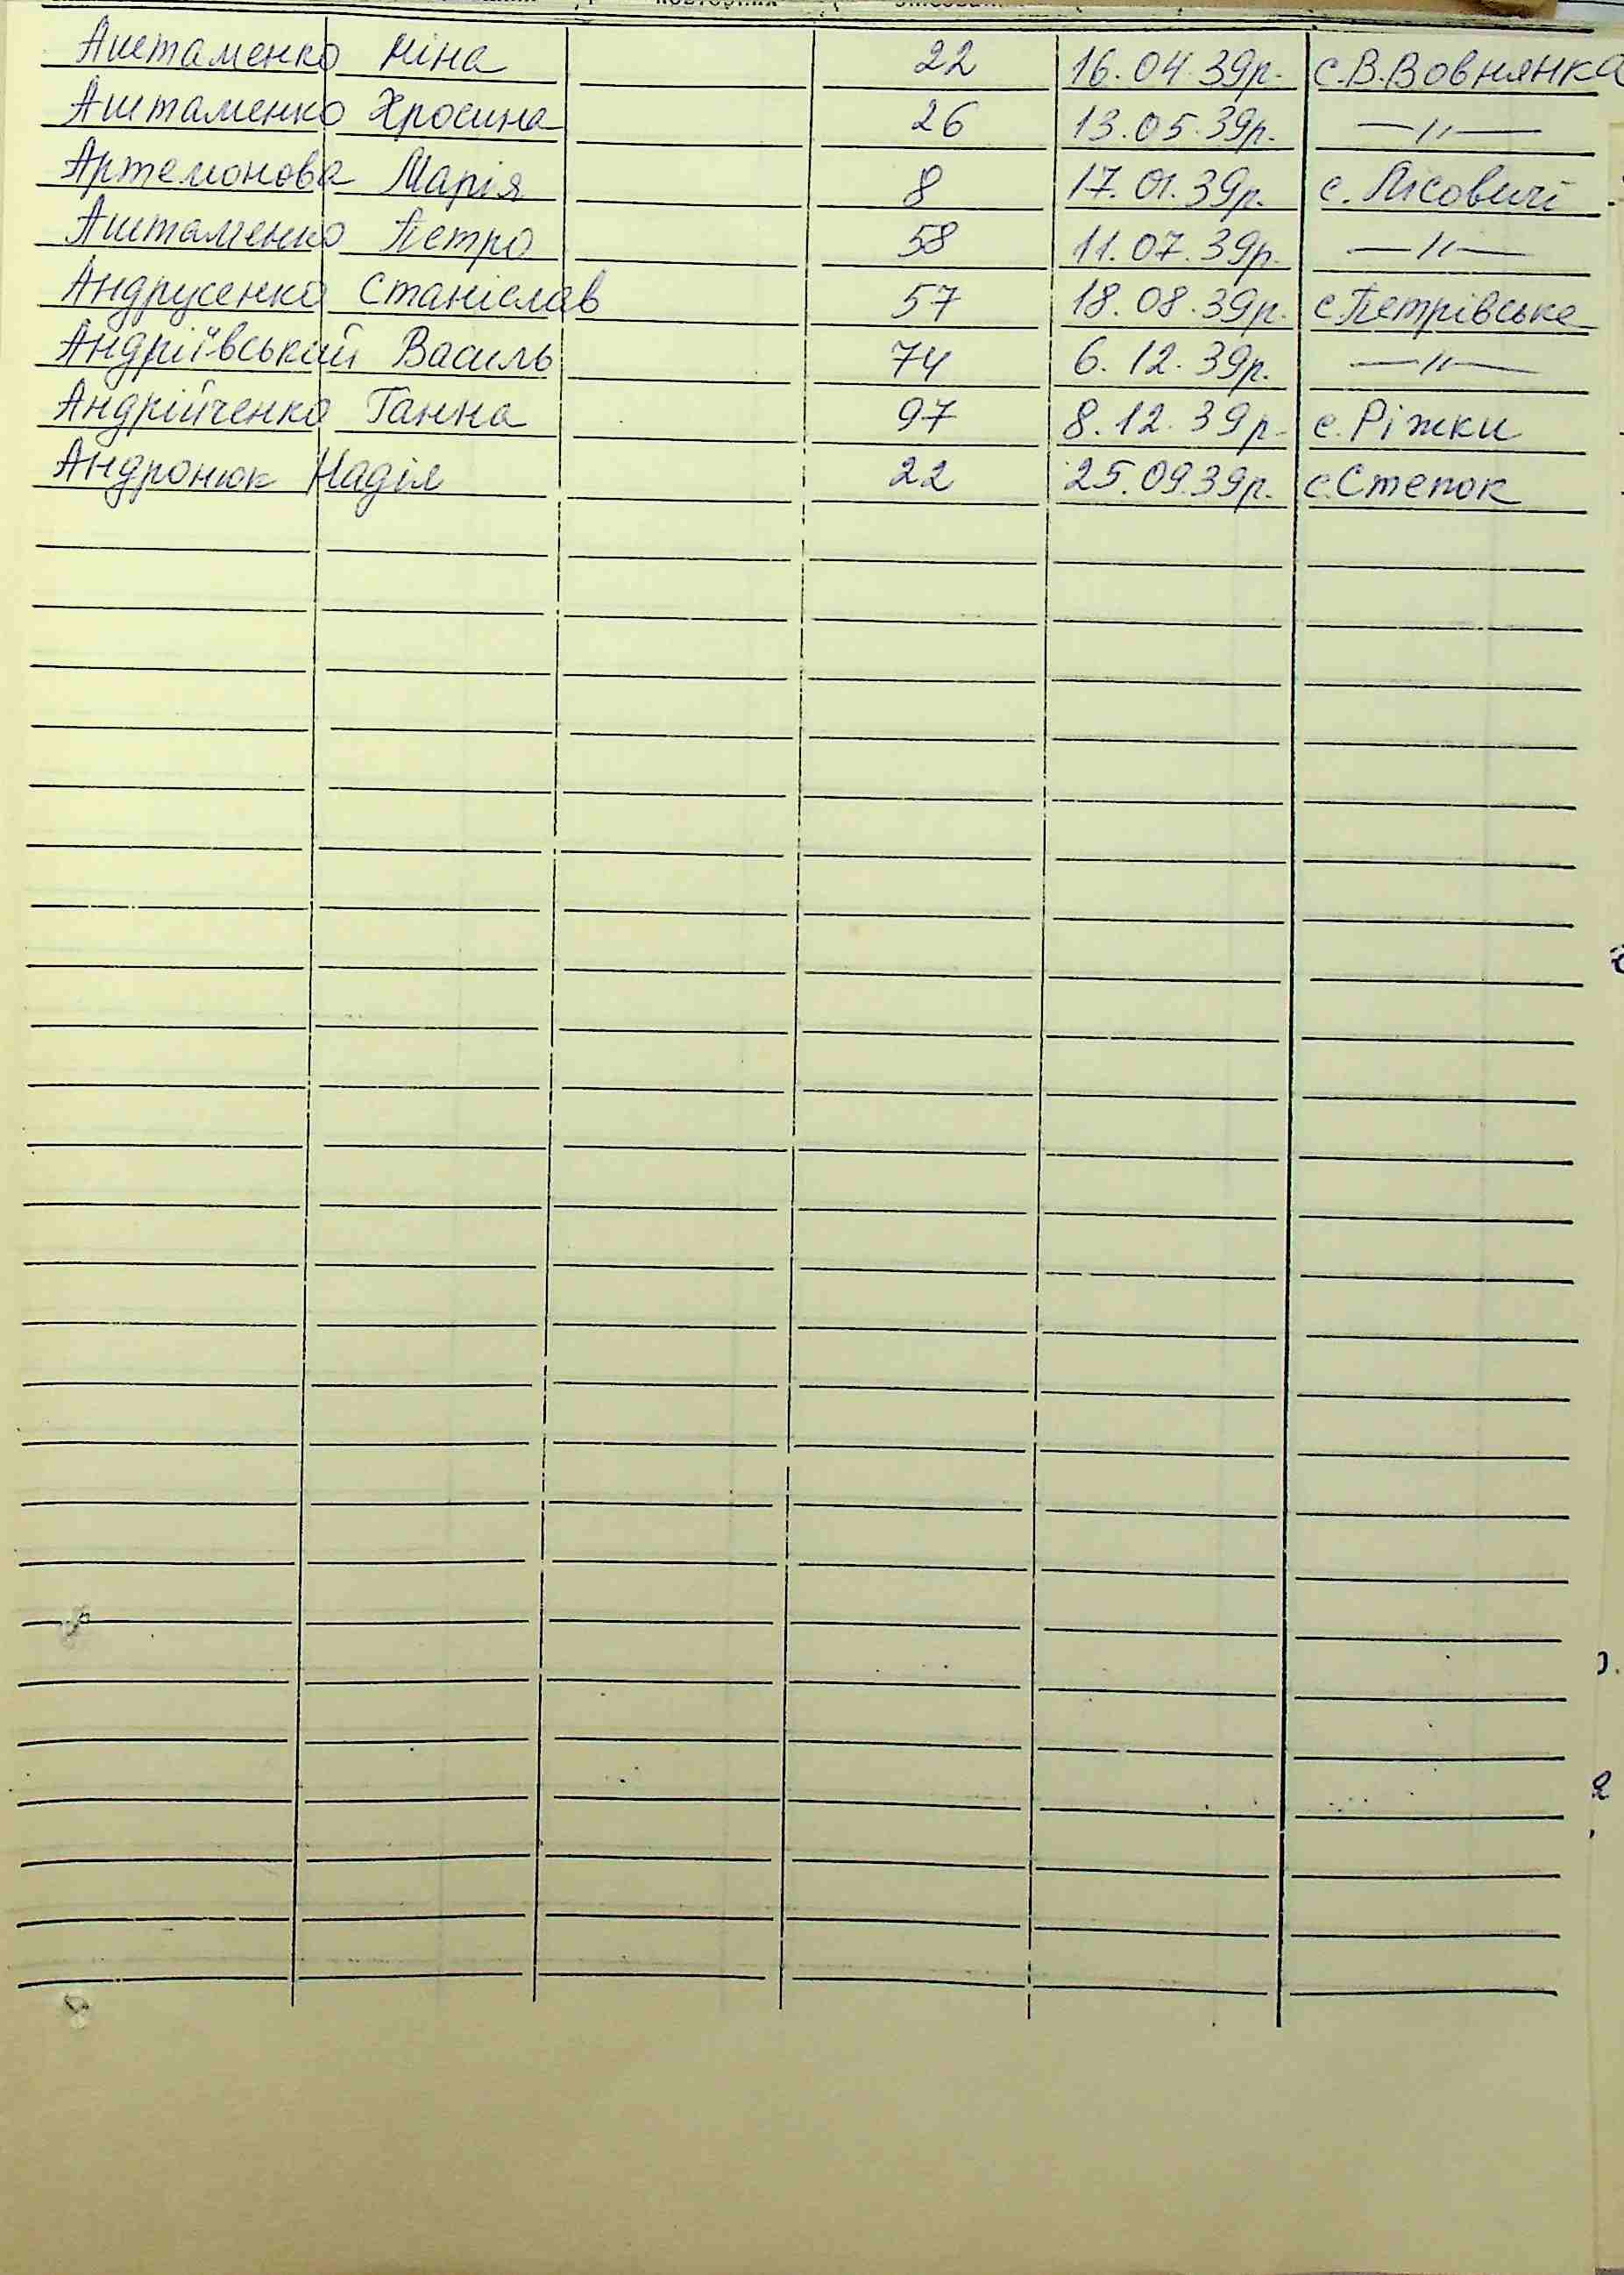 Аштаменко Ніна 22 16.04.39р. с.В.Вовнянка
Аштаменко Хросина 26 13.05.39р. —〃—
Артемонова Марія 8 17.01.39р. с. Лісовичі
Аштаменко Петро 58 11.07.39р. —〃—
Андрусенко Станіслав 57 18.08.39р. с.Петрівське
Андріївський Василь 74 6.12.39р. —〃—
Андрійченко Ганна 97 8.12.39р. с.Ріжки
Андронюк Надія 22 25.09.39р. с.Степок